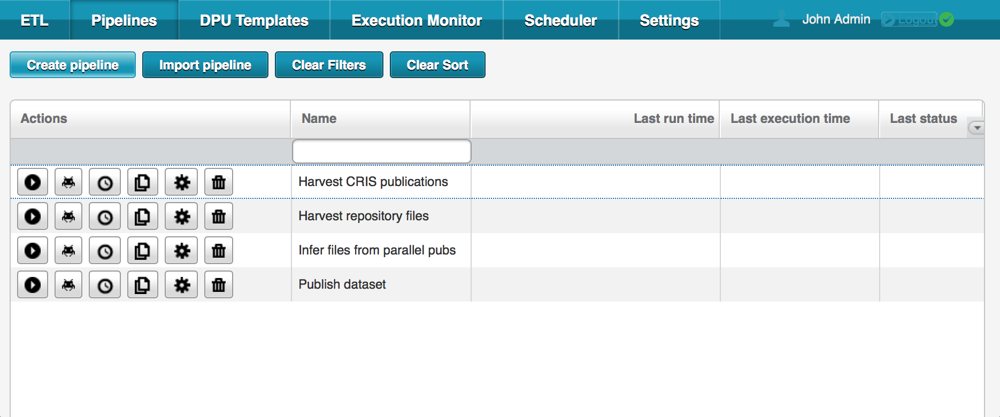 ETL Pipelines DPU Templates Execution Monitor Scheduler Settings John Admin Logout
Create pipeline Import pipeline Clear Filters Clear Sort
Actions Name Last run time Last execution time Last status
Harvest CRIS publications
Harvest repository files
Infer files from parallel pubs
Publish dataset